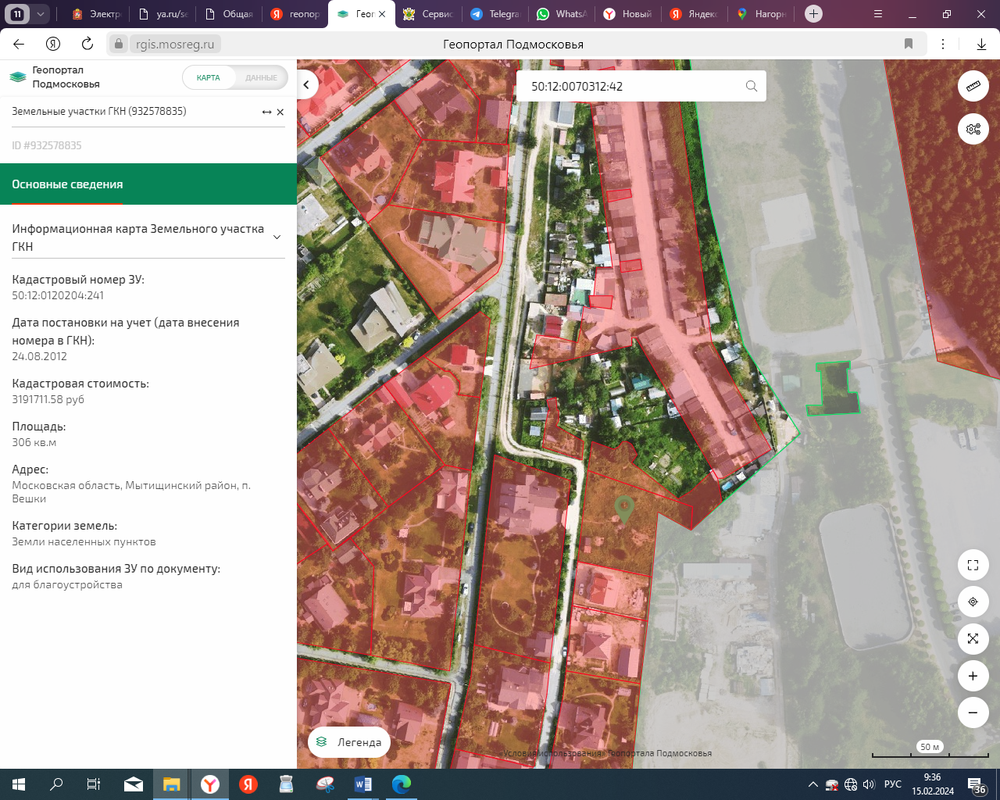 11
Электр
ya.ru/se
Общая
геопор
Геоп
Сервис
Telegra
WhatsA
Новый
Яндекс
Нагорн
rgis.mosreg.ru
Геопортал Подмосковья
Геопортал
Подмосковья
КАРТА
ДАННЫЕ
50:12:0070312:42
Земельные участки ГКН (932578835)
ID #932578835
Основные сведения
Информационная карта Земельного участка
ГКН
Кадастровый номер ЗУ:
50:12:0120204:241
Дата постановки на учет (дата внесения
номера в ГКН):
24.08.2012
Кадастровая стоимость:
3191711.58 руб
Площадь:
306 кв.м
Адрес:
Московская область, Мытищинский район, п.
Вешки
Категории земель:
Земли населенных пунктов
Вид использования ЗУ по документу:
для благоустройства
Легенда
«Условия использования» Геопортала Подмосковья
50 м
РУС
9:36
15.02.2024
36